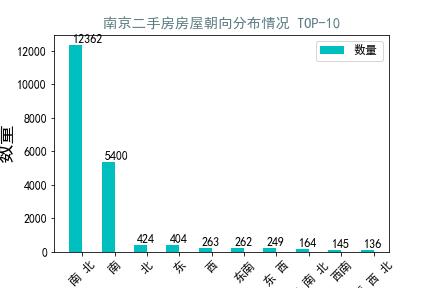 南京二手房房屋朝向分布情况 TOP-10
数量
数量
12000
10000
8000
6000
4000
2000
0
12362
5400
424
404
263
262
249
164
145
136
南 北
南
北
东
西
东南
东 西
南 北
西南
西 北